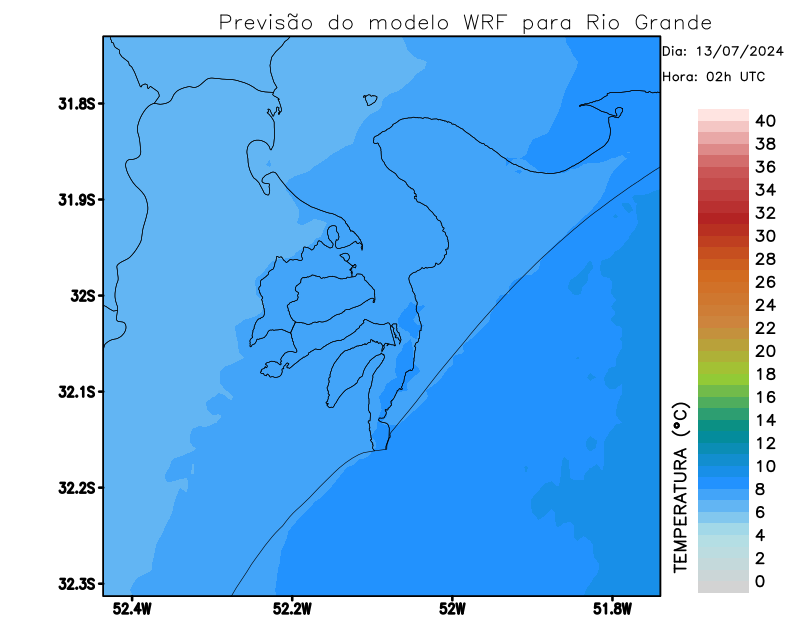 Previsão do modelo WRF para Rio Grande
Dia: 13/07/2024
Hora: 02h UTC
31.8S
31.9S
32S
32.1S
32.2S
32.3S
52.4W
52.2W
52W
51.8W
TEMPERATURA (°C)
40
38
36
34
32
30
28
26
24
22
20
18
16
14
12
10
8
6
4
2
0